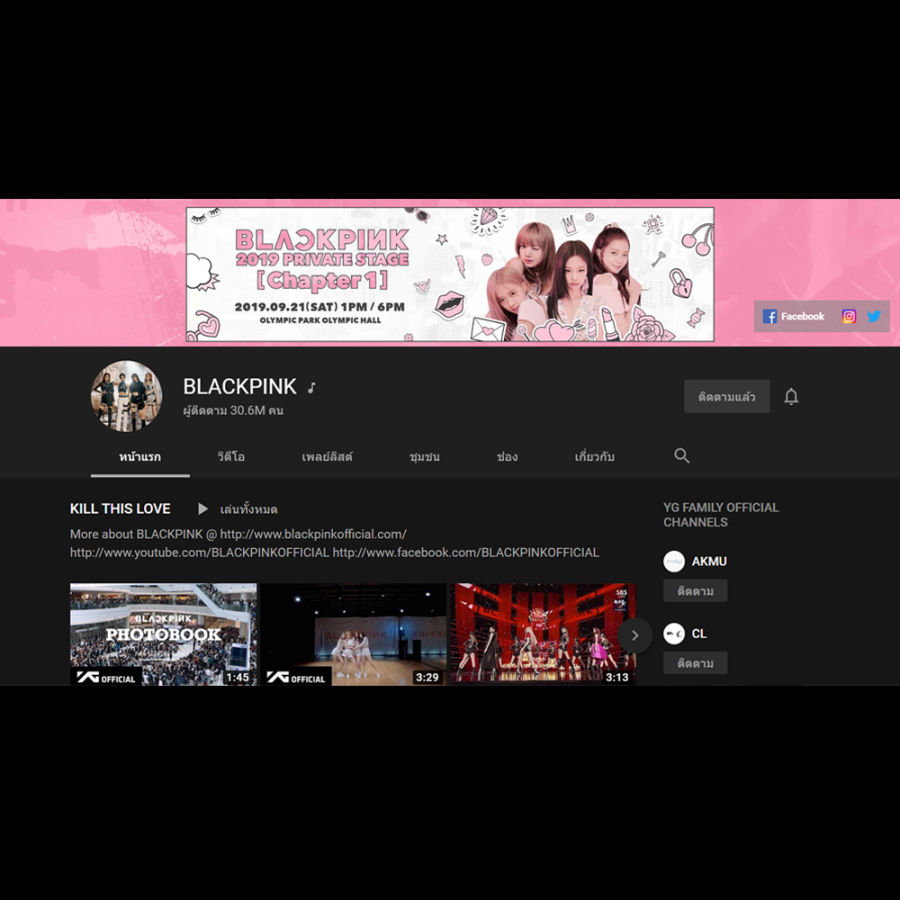 BLACKPINK
2019 PRIVATE STAGE
[Chapter 1]
2019.09.21(SAT) 1PM / 6PM
OLYMPIC PARK OLYMPIC HALL
Facebook
BLACKPINK
ผู้ติดตาม 30.6M คน
ติดตามแล้ว
หน้าแรก วิดีโอ เพลย์ลิสต์ ชุมชน ช่อง เกี่ยวกับ
KILL THIS LOVE เล่นทั้งหมด
More about BLACKPINK @ http://www.blackpinkofficial.com/
http://www.youtube.com/BLACKPINKOFFICIAL http://www.facebook.com/BLACKPINKOFFICIAL
BLACKPINK
PHOTOBOOK
YG OFFICIAL 1:45
YG OFFICIAL 3:29
SBS
3:13
YG FAMILY OFFICIAL
CHANNELS
AKMU
ติดตาม
CL
ติดตาม